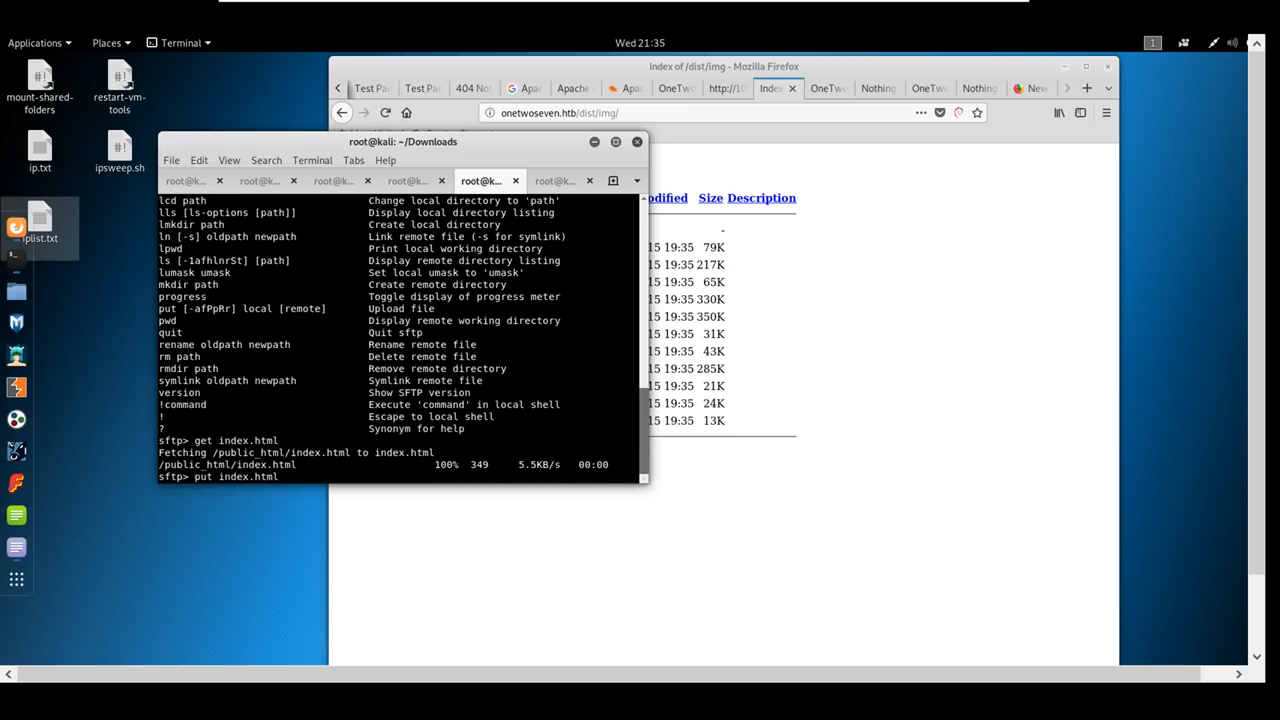 Applications
Places
Terminal
Wed 21:35
1
mount-shared-folders
restart-vm-tools
ip.txt
ipsweep.sh
iplist.txt
Index of /dist/img - Mozilla Firefox
Test Pa
Test Pa
404 No
Apac
Apache
Apac
OneTw
http://10
Index
OneTw
Nothing
OneTw
Nothing
New
onetwoseven.htb/dist/img/
root@kali: ~/Downloads
File Edit View Search Terminal Tabs Help
root@k... root@k... root@k... root@k... root@k... root@k...
lcd path Change local directory to 'path'
lls [ls-options [path]] Display local directory listing
lmkdir path Create local directory
ln [-s] oldpath newpath Link remote file (-s for symlink)
lpwd Print local working directory
ls [-1afhlnrSt] [path] Display remote directory listing
lumask umask Set local umask to 'umask'
mkdir path Create remote directory
progress Toggle display of progress meter
put [-afPpRr] local [remote] Upload file
pwd Display remote working directory
quit Quit sftp
rename oldpath newpath Rename remote file
rm path Delete remote file
rmdir path Remove remote directory
symlink oldpath newpath Symlink remote file
version Show SFTP version
!command Execute 'command' in local shell
! Escape to local shell
? Synonym for help
sftp> get index.html
Fetching /public_html/index.html to index.html
/public_html/index.html 100% 349 5.5KB/s 00:00
sftp> put index.html
odified Size Description
-
15 19:35 79K
15 19:35 217K
15 19:35 65K
15 19:35 330K
15 19:35 350K
15 19:35 31K
15 19:35 43K
15 19:35 285K
15 19:35 21K
15 19:35 24K
15 19:35 13K